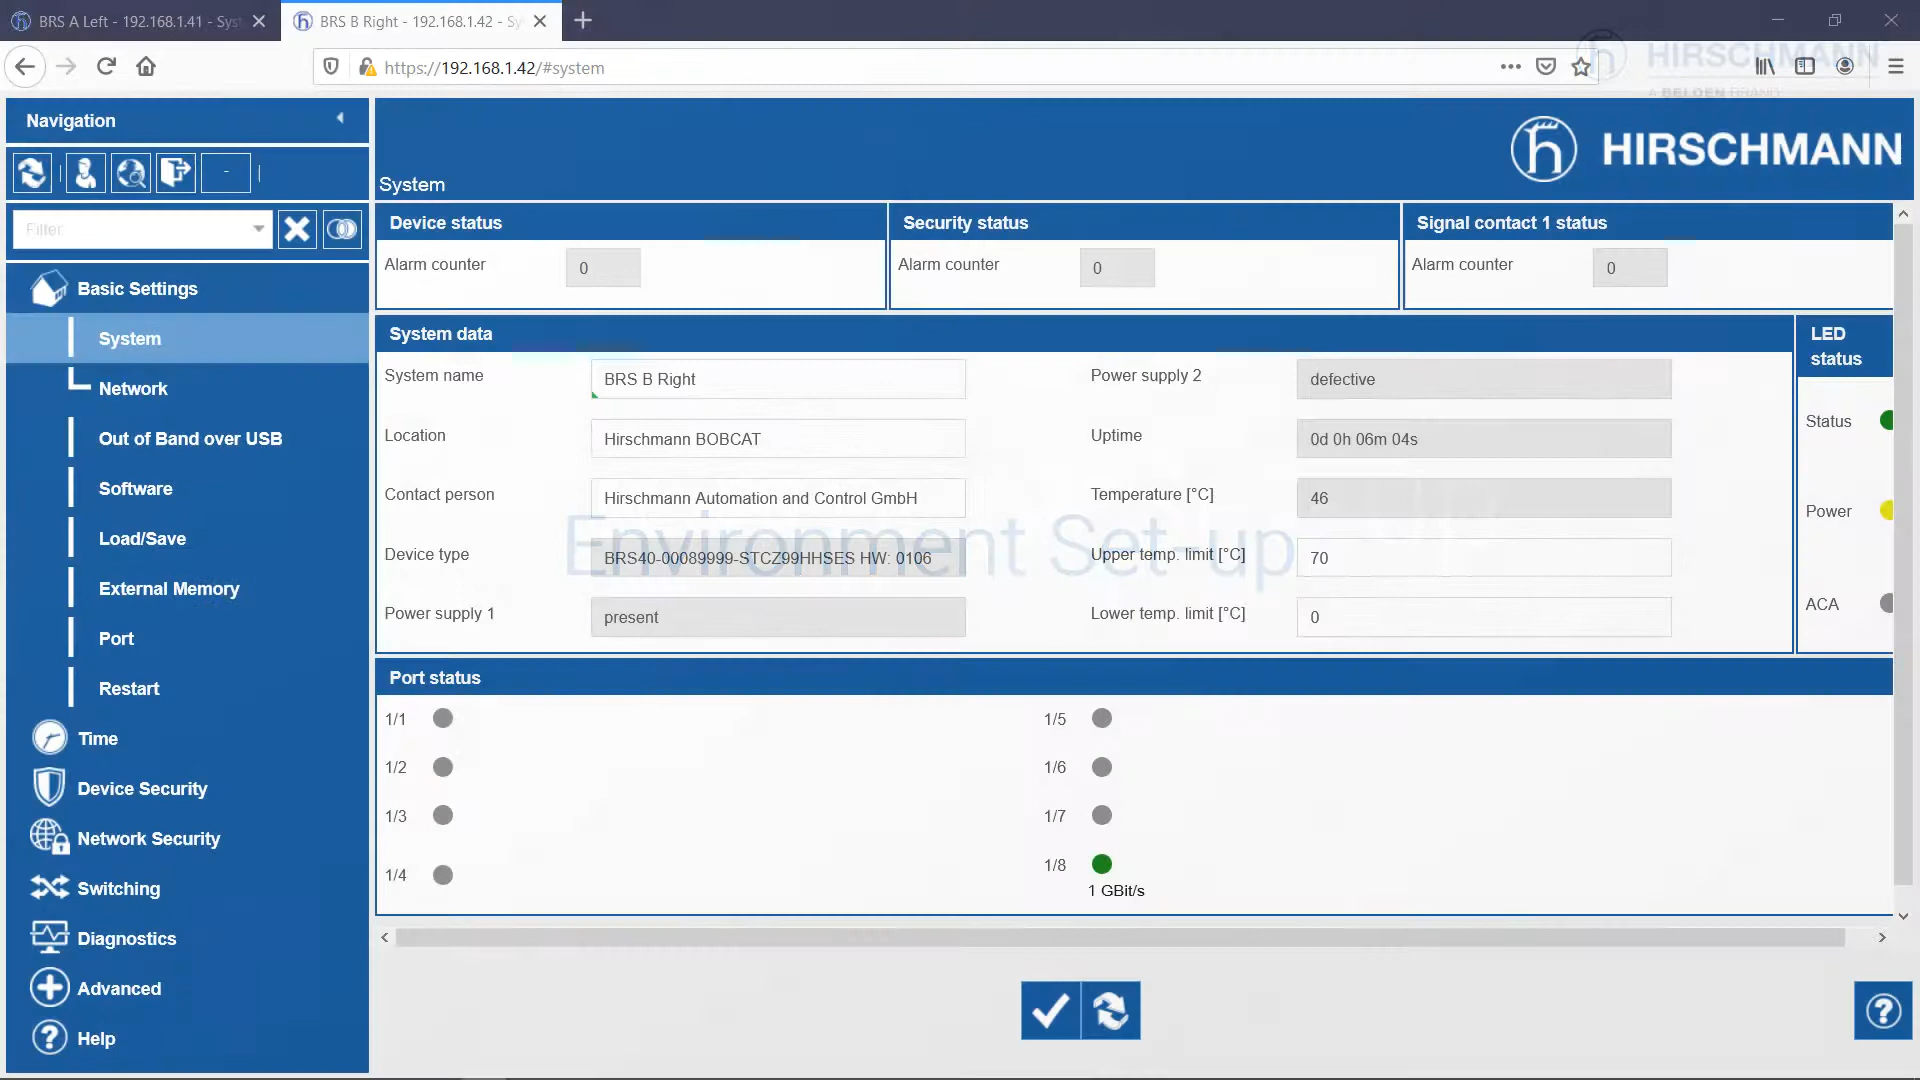 BRS A Left - 192.168.1.41 - Sys
BRS B Right - 192.168.1.42 - Sy
https://192.168.1.42/#system
HIRSCHMANN
A BELDEN BRAND
Navigation
HIRSCHMANN
System
-
Filter
Device status
Security status
Signal contact 1 status
Alarm counter 0
Alarm counter 0
Alarm counter 0
Basic Settings
System
Network
Out of Band over USB
Software
Load/Save
External Memory
Port
Restart
Time
Device Security
Network Security
Switching
Diagnostics
Advanced
Help
System data
System name BRS B Right
Location Hirschmann BOBCAT
Contact person Hirschmann Automation and Control GmbH
Device type BRS40-00089999-STCZ99HHSES HW: 0106
Power supply 1 present
Power supply 2 defective
Uptime 0d 0h 06m 04s
Temperature [°C] 46
Upper temp. limit [°C] 70
Lower temp. limit [°C] 0
Environment Set-up
LED
status
Status
Power
ACA
Port status
1/1
1/2
1/3
1/4
1/5
1/6
1/7
1/8
1 GBit/s